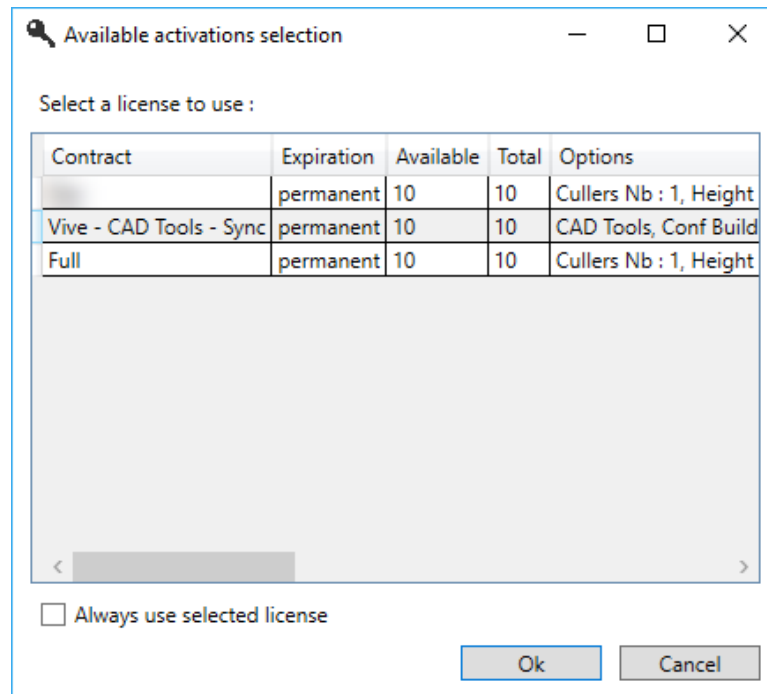 Available activations selection
Select a license to use :
Contract Expiration Available Total Options
permanent 10 10 Cullers Nb : 1, Height
Vive - CAD Tools - Sync permanent 10 10 CAD Tools, Conf Build
Full permanent 10 10 Cullers Nb : 1, Height
Always use selected license
Ok Cancel